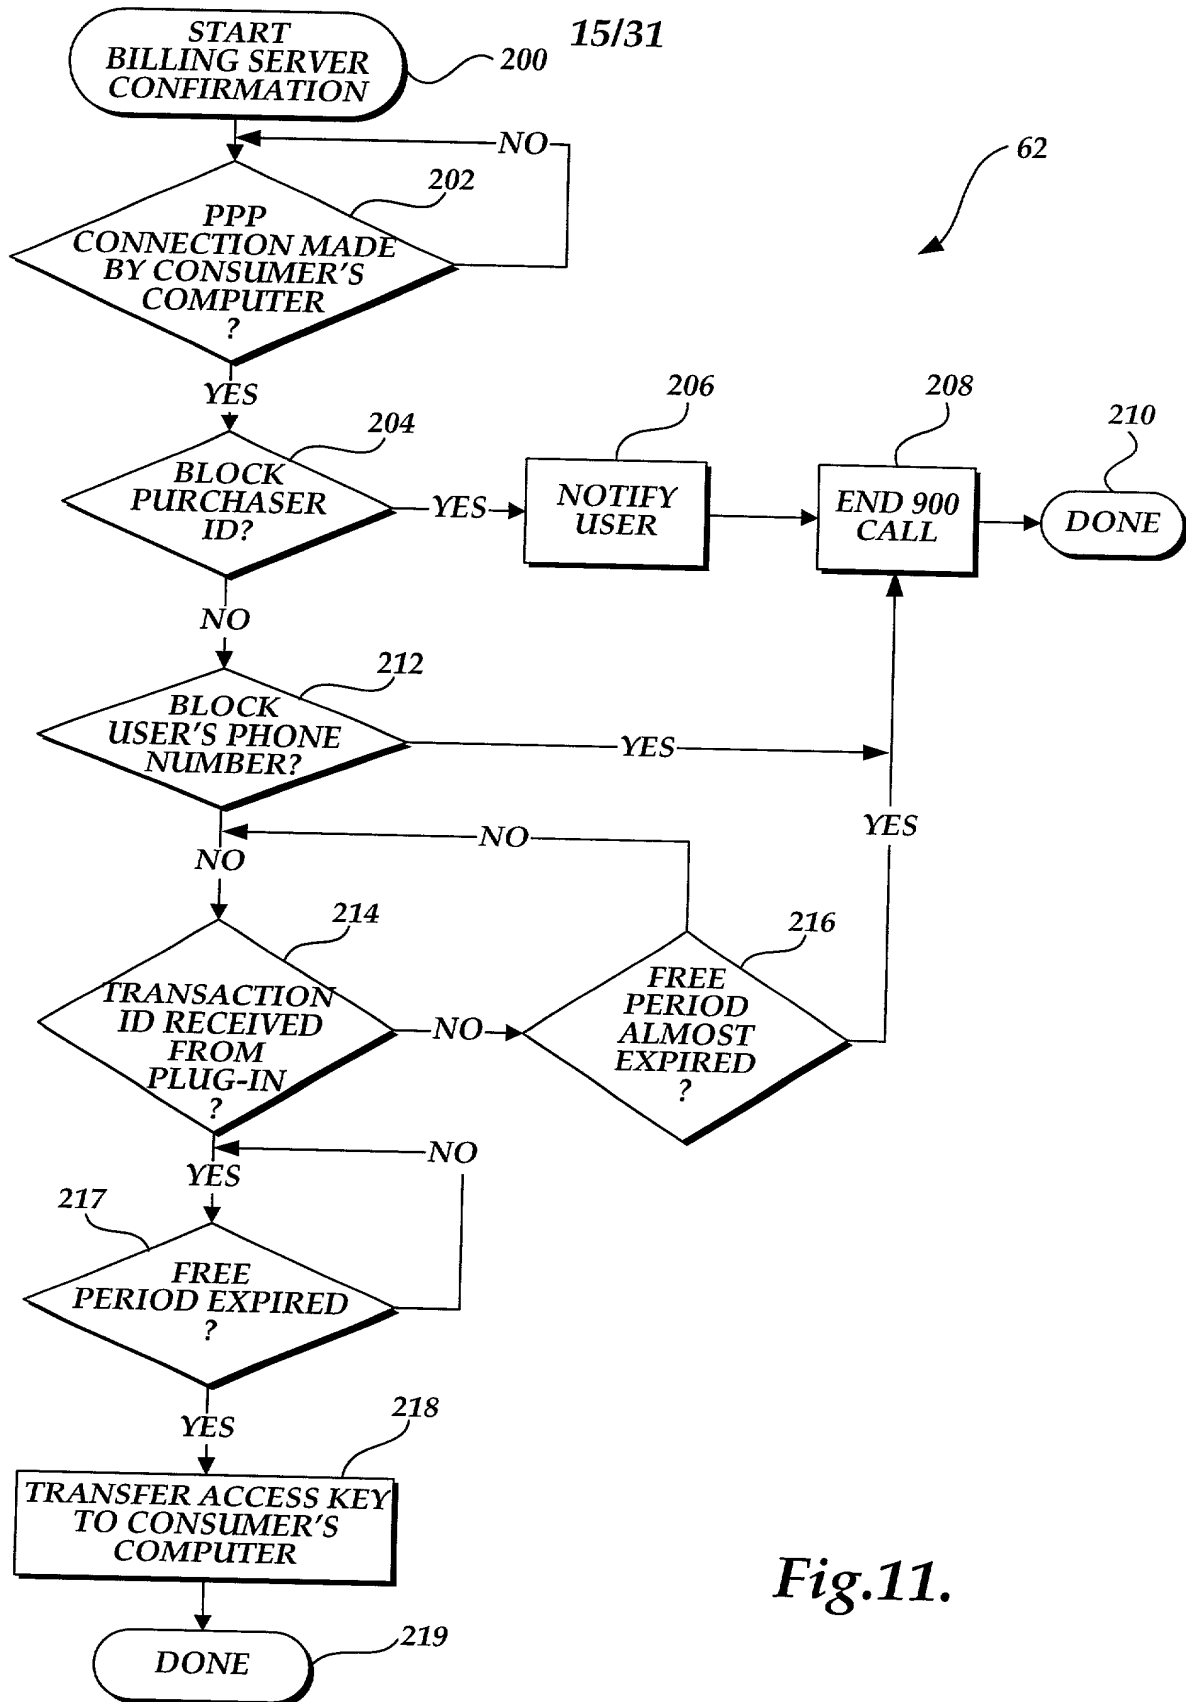 START
BILLING SERVER
CONFIRMATION
15/31
200
NO
62
202
PPP
CONNECTION MADE
BY CONSUMER'S
COMPUTER
?
YES
204
BLOCK
PURCHASER
ID?
YES
206
NOTIFY
USER
208
END 900
CALL
210
DONE
NO
212
BLOCK
USER'S PHONE
NUMBER?
YES
YES
NO
NO
214
TRANSACTION
ID RECEIVED
FROM
PLUG-IN
?
NO
216
FREE
PERIOD
ALMOST
EXPIRED
?
NO
YES
217
FREE
PERIOD EXPIRED
?
YES
218
TRANSFER ACCESS KEY
TO CONSUMER'S
COMPUTER
Fig.11.
DONE
219